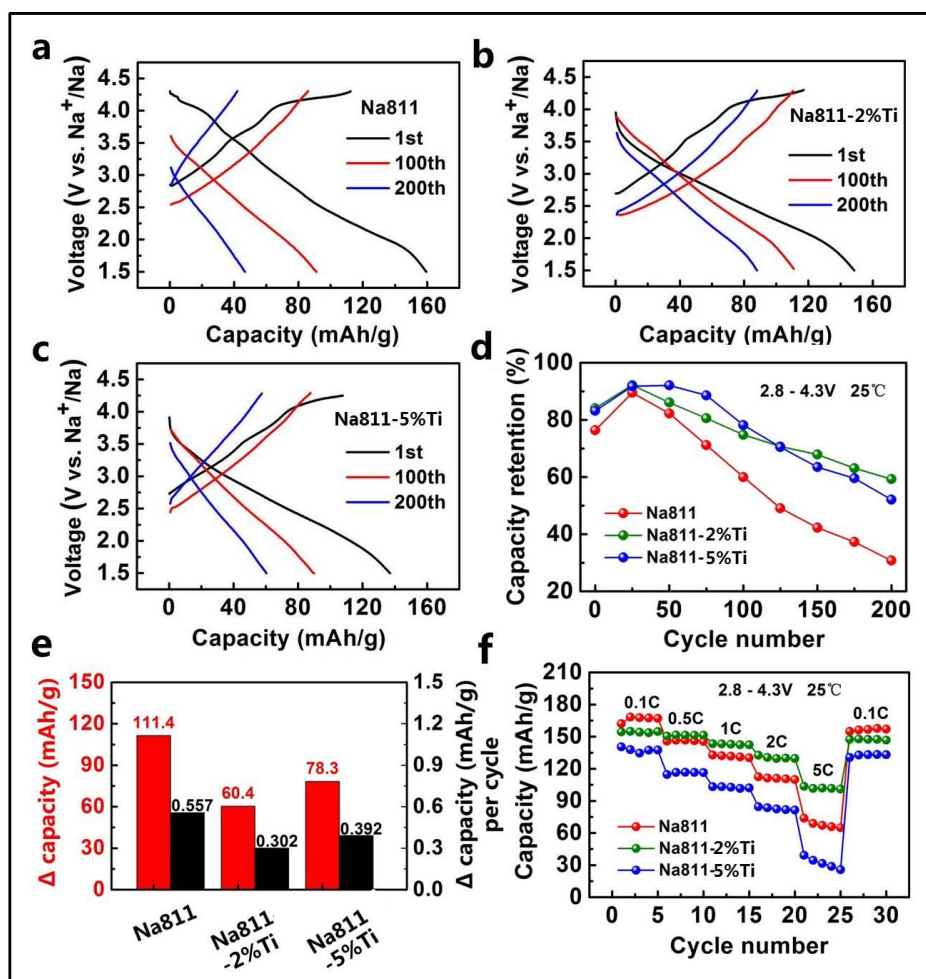 a
4.5
4.0
3.5
3.0
2.5
2.0
1.5
Voltage (V vs. Na⁺/Na)
Na811
1st
100th
200th
0 40 80 120 160
Capacity (mAh/g)
b
4.5
4.0
3.5
3.0
2.5
2.0
1.5
Voltage (V vs. Na⁺/Na)
Na811-2%Ti
1st
100th
200th
0 40 80 120 160
Capacity (mAh/g)
c
4.5
4.0
3.5
3.0
2.5
2.0
1.5
Voltage (V vs. Na⁺/Na)
Na811-5%Ti
1st
100th
200th
0 40 80 120 160
Capacity (mAh/g)
d
100
80
60
40
20
Capacity retention (%)
2.8 - 4.3V 25℃
Na811
Na811-2%Ti
Na811-5%Ti
0 50 100 150 200
Cycle number
e
150
120
90
60
30
0
Δ capacity (mAh/g)
111.4
0.557
60.4
0.302
78.3
0.392
1.5
1.2
0.9
0.6
0.3
0.0
Δ capacity (mAh/g)
per cycle
Na811
Na811
-2%Ti
Na811
-5%Ti
f
210
180
150
120
90
60
30
0
Capacity (mAh/g)
2.8 - 4.3V 25℃
0.1C
0.5C
1C
2C
5C
0.1C
Na811
Na811-2%Ti
Na811-5%Ti
0 5 10 15 20 25 30
Cycle number